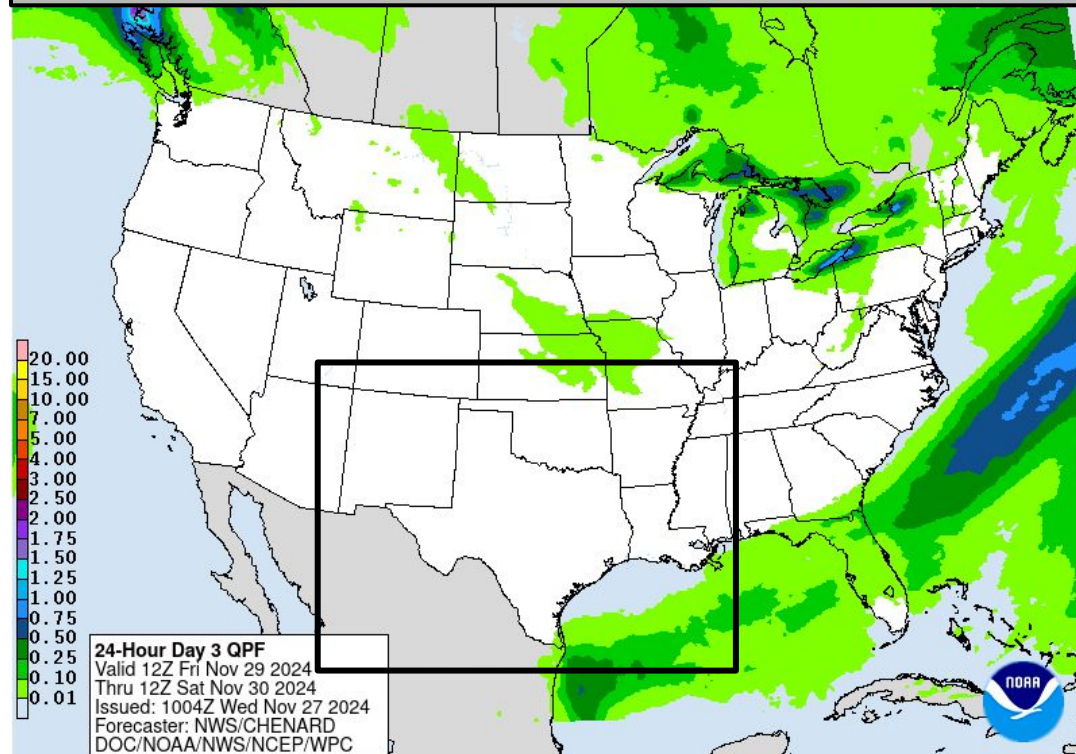 20.00
15.00
10.00
7.00
5.00
4.00
3.00
2.50
2.00
1.75
1.50
1.25
1.00
0.75
0.50
0.25
0.10
0.01
24-Hour Day 3 QPF
Valid 12Z Fri Nov 29 2024
Thru 12Z Sat Nov 30 2024
Issued: 1004Z Wed Nov 27 2024
Forecaster: NWS/CHENARD
DOC/NOAA/NWS/NCEP/WPC
NOAA